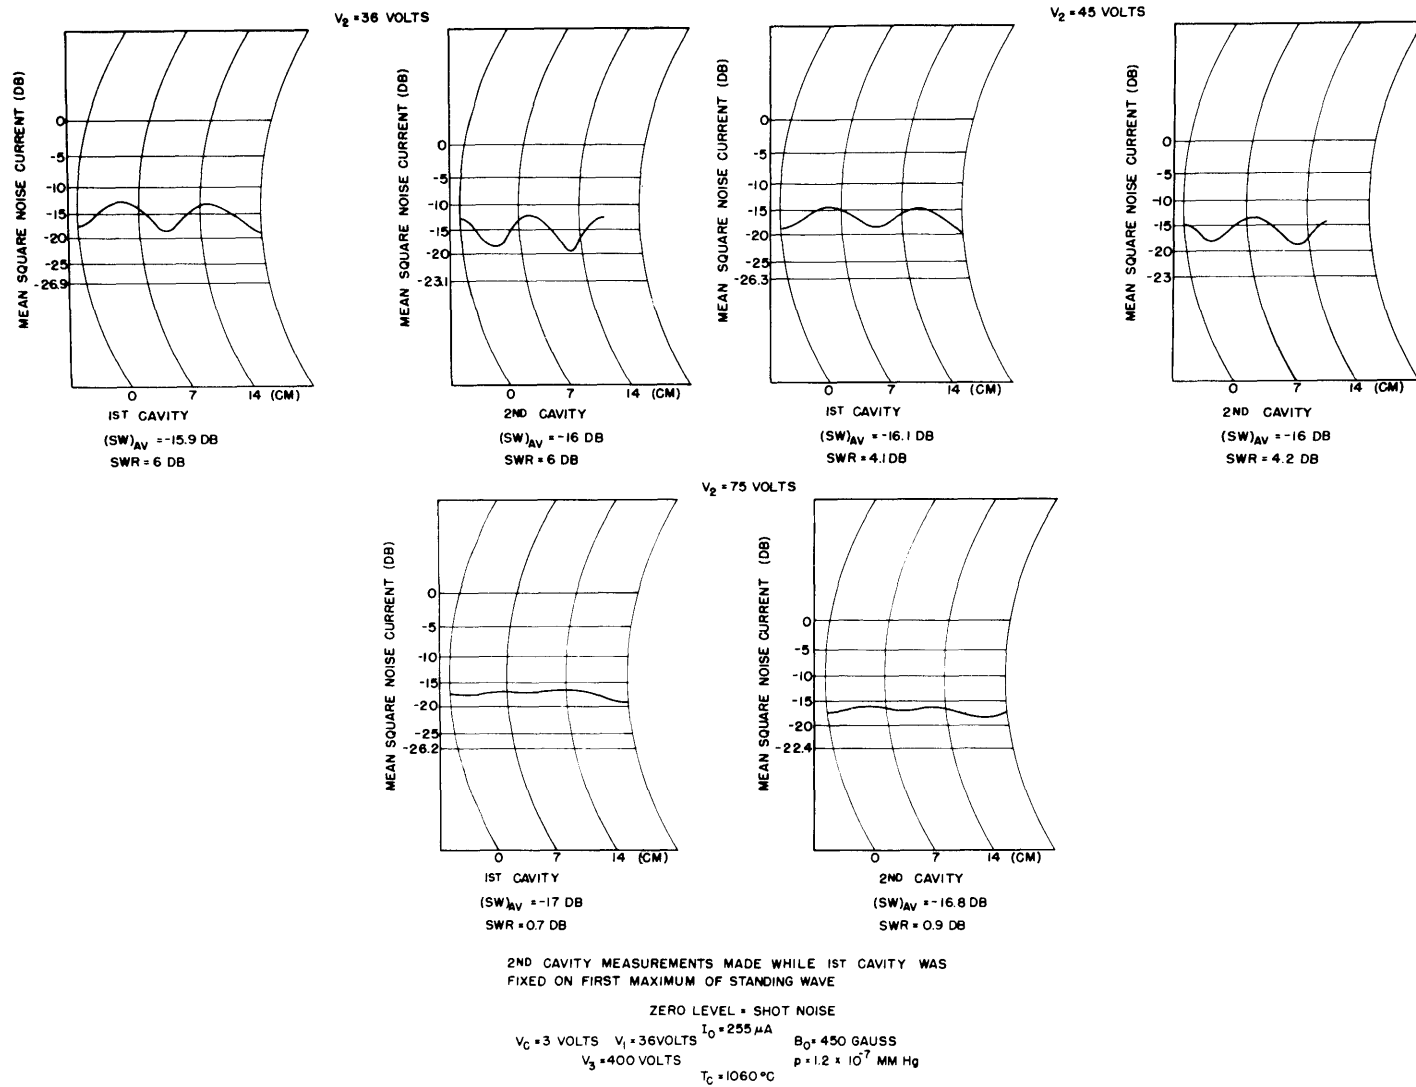 V2 = 36 VOLTS
V2 = 45 VOLTS
MEAN SQUARE NOISE CURRENT (DB)
0
-5
-10
-15
-20
-25
-26.9
0 7 14 (CM)
1ST CAVITY
(SW)AV = -15.9 DB
SWR = 6 DB
MEAN SQUARE NOISE CURRENT (DB)
0
-5
-10
-15
-20
-23.1
0 7 14 (CM)
2ND CAVITY
(SW)AV = -16 DB
SWR = 6 DB
MEAN SQUARE NOISE CURRENT (DB)
0
-5
-10
-15
-20
-25
-26.3
0 7 14 (CM)
1ST CAVITY
(SW)AV = -16.1 DB
SWR = 4.1 DB
MEAN SQUARE NOISE CURRENT (DB)
0
-5
-10
-15
-20
-23
0 7 14 (CM)
2ND CAVITY
(SW)AV = -16 DB
SWR = 4.2 DB
V2 = 75 VOLTS
MEAN SQUARE NOISE CURRENT (DB)
0
-5
-10
-15
-20
-25
-26.2
0 7 14 (CM)
1ST CAVITY
(SW)AV = -17 DB
SWR = 0.7 DB
MEAN SQUARE NOISE CURRENT (DB)
0
-5
-10
-15
-20
-22.4
0 7 14 (CM)
2ND CAVITY
(SW)AV = -16.8 DB
SWR = 0.9 DB
2ND CAVITY MEASUREMENTS MADE WHILE 1ST CAVITY WAS
FIXED ON FIRST MAXIMUM OF STANDING WAVE
ZERO LEVEL = SHOT NOISE
I0 = 255 μA
VC = 3 VOLTS V1 = 36 VOLTS B0 = 450 GAUSS
V3 = 400 VOLTS p = 1.2 x 10^-7 MM Hg
TC = 1060 °C